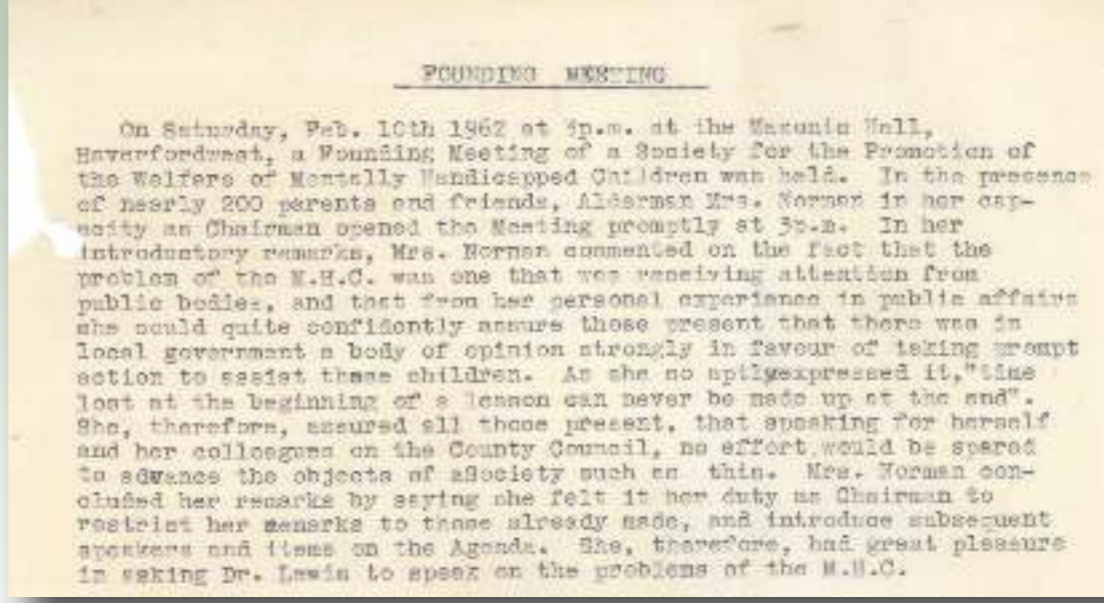 FOUNDING MEETING
On Saturday, Feb. 10th 1962 at 3p.m. at the Masonic Hall,
Haverfordwest, a Founding Meeting of a Society for the Promotion of
the Welfare of Mentally Handicapped Children was held. In the presence
of nearly 200 parents and friends, Alderman Mrs. Norman in her cap-
acity as Chairman opened the Meeting promptly at 3p.m. In her
introductory remarks, Mrs. Norman commented on the fact that the
problem of the M.H.C. was one that was receiving attention from
public bodies, and that from her personal experience in public affairs
she could quite confidently assure those present that there was in
local government a body of opinion strongly in favour of taking prompt
action to assist these children. As she so aptlyexpressed it,"time
lost at the beginning of a lesson can never be made up at the end".
She, therefore, assured all those present, that speaking for herself
and her colleagues on the County Council, no effort would be spared
to advance the objects of aSociety such as this. Mrs. Norman con-
cluded her remarks by saying she felt it her duty as Chairman to
restrict her remarks to those already made, and introduce subsequent
speakers and items on the Agenda. She, therefore, had great pleasure
in asking Dr. Lewis to speak on the problems of the M.H.C.